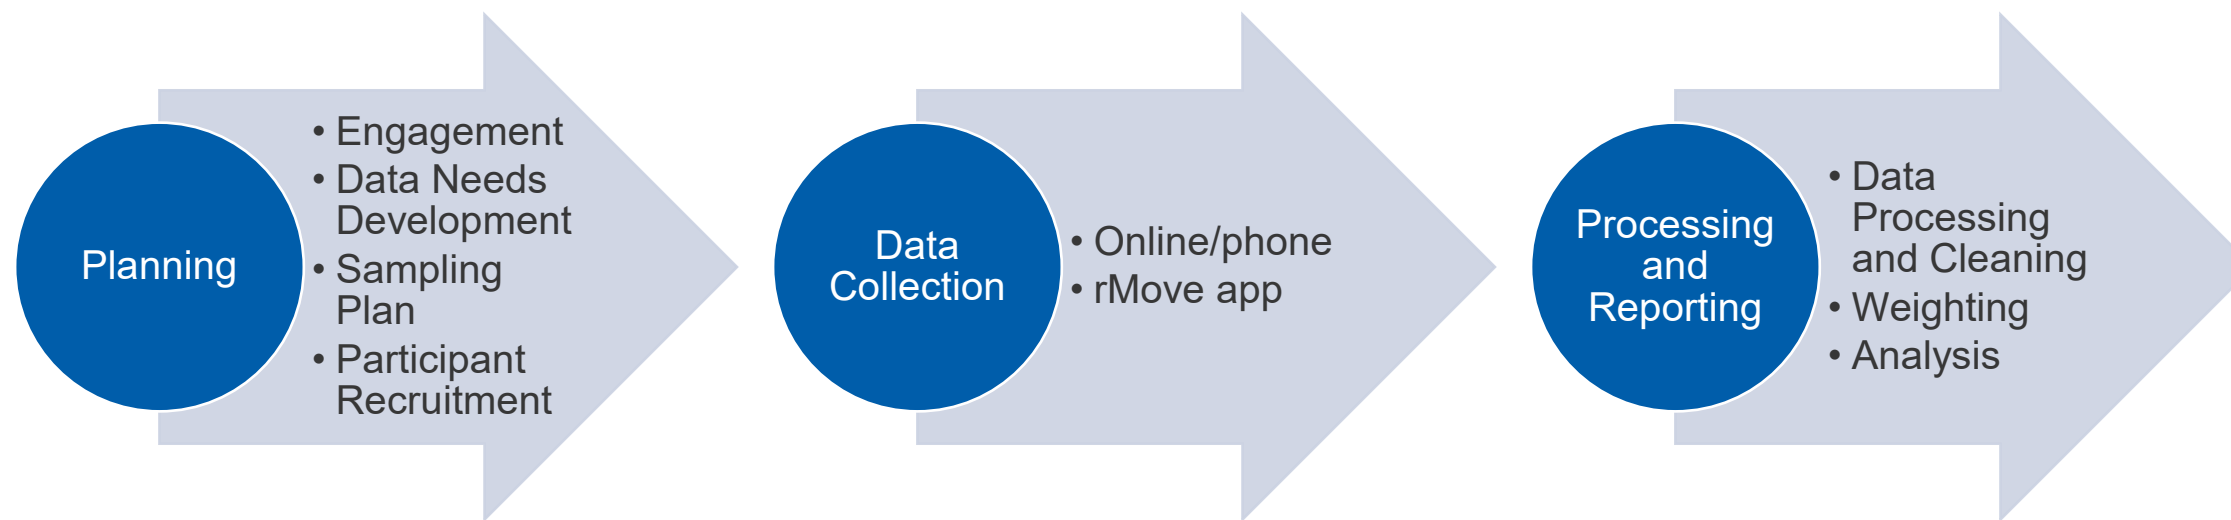 Planning
• Engagement
• Data Needs
Development
• Sampling
Plan
• Participant
Recruitment
Data
Collection
• Online/phone
• rMove app
Processing
and
Reporting
• Data
Processing
and Cleaning
• Weighting
• Analysis